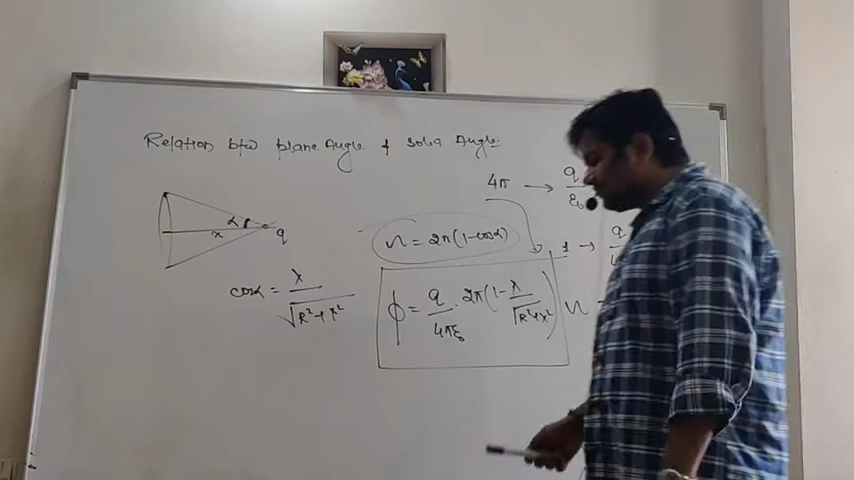 Relation btw plane Angle & solid Angle.
4π → q/ε₀
α
x
q
Ω = 2π(1-cosα)
1 → q
cosα = x/√R²+x²
ϕ = q/4πε₀ · 2π(1 - x/√R²+x²)
Ω